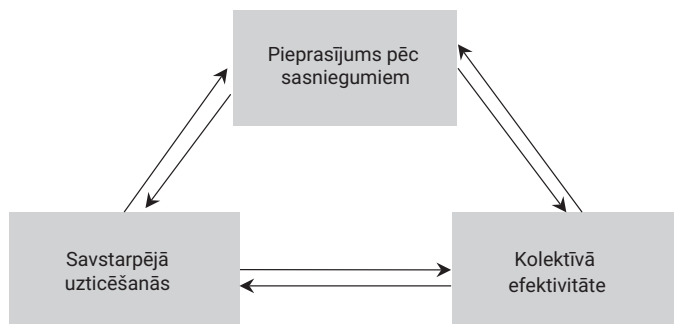 Pieprasījums pēc
sasniegumiem
Savstarpējā
uzticēšanās
Kolektīvā
efektivitāte